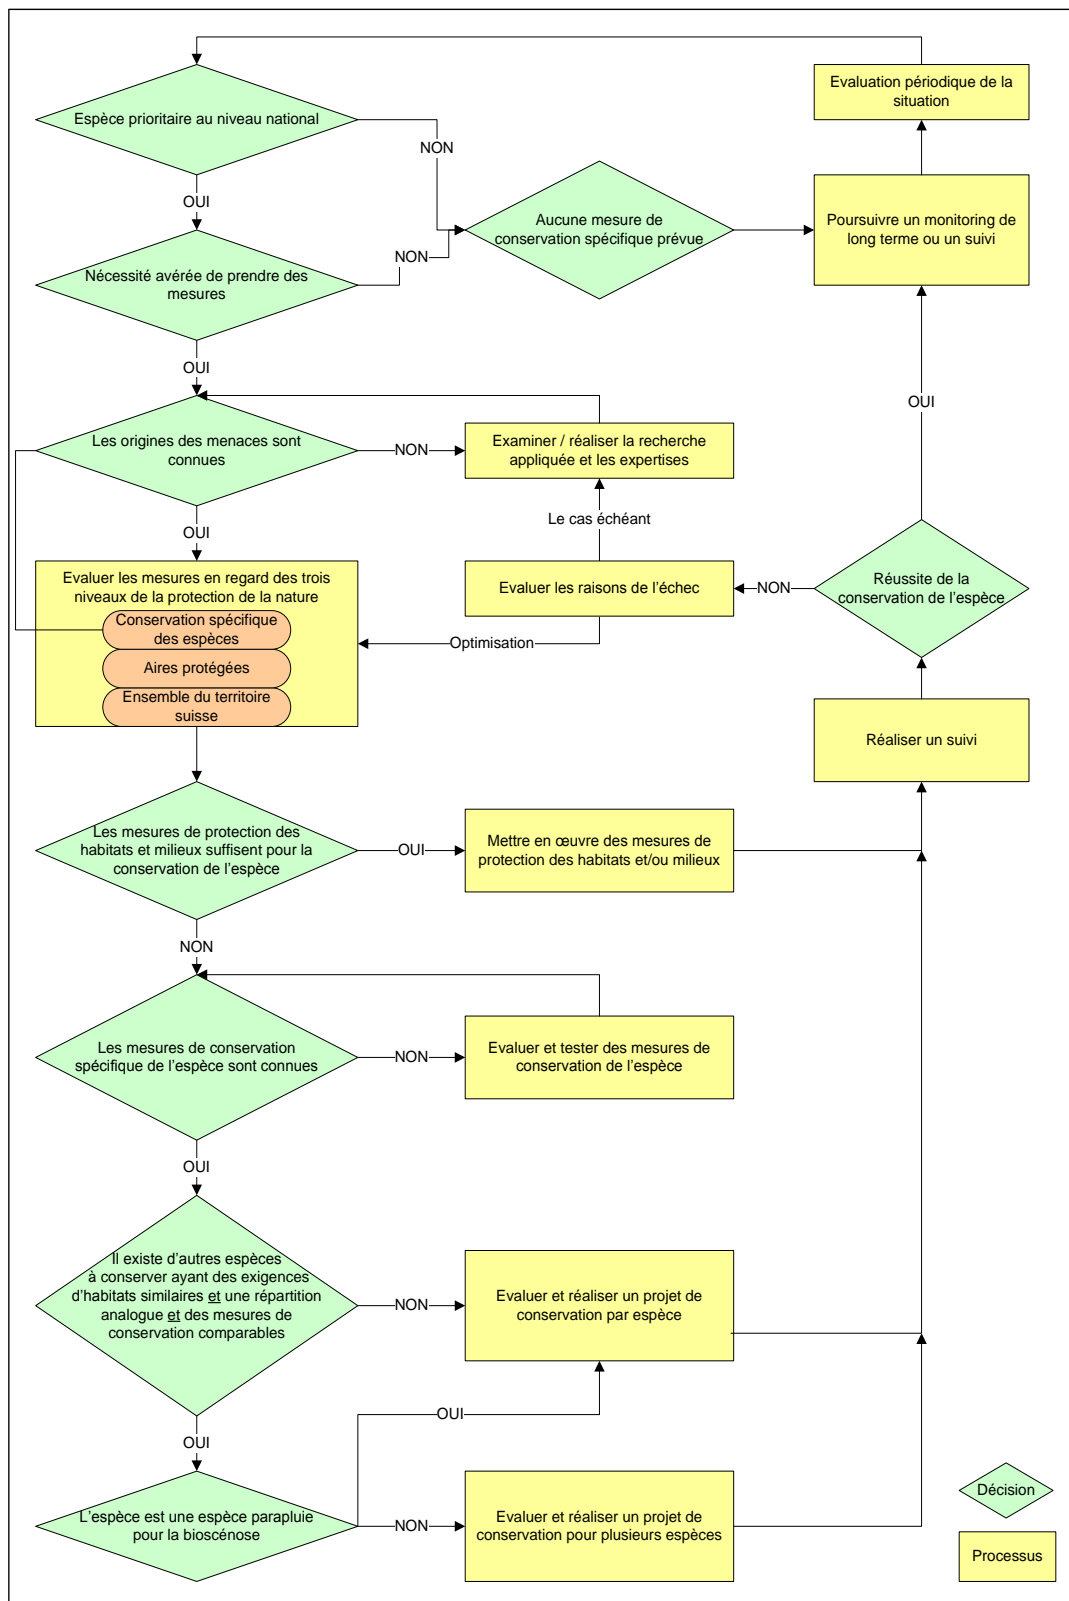 Evaluation périodique de la
situation
Espèce prioritaire au niveau national
NON
OUI
Aucune mesure de
conservation spécifique prévue
Poursuivre un monitoring de
long terme ou un suivi
Nécessité avérée de prendre des
mesures
NON
OUI
OUI
Les origines des menaces sont
connues
NON
Examiner / réaliser la recherche
appliquée et les expertises
OUI
Le cas échéant
Evaluer les mesures en regard des trois
niveaux de la protection de la nature
Conservation spécifique
des espèces
Aires protégées
Ensemble du territoire
suisse
Evaluer les raisons de l’échec
NON
Réussite de la
conservation de l’espèce
Optimisation
Réaliser un suivi
Les mesures de protection des
habitats et milieux suffisent pour la
conservation de l’espèce
OUI
Mettre en œuvre des mesures de
protection des habitats et/ou milieux
NON
Les mesures de conservation
spécifique de l’espèce sont connues
NON
Evaluer et tester des mesures de
conservation de l’espèce
OUI
Il existe d’autres espèces
à conserver ayant des exigences
d’habitats similaires et une répartition
analogue et des mesures de
conservation comparables
NON
Evaluer et réaliser un projet de
conservation par espèce
OUI
OUI
L’espèce est une espèce parapluie
pour la bioscénose
NON
Evaluer et réaliser un projet de
conservation pour plusieurs espèces
Décision
Processus